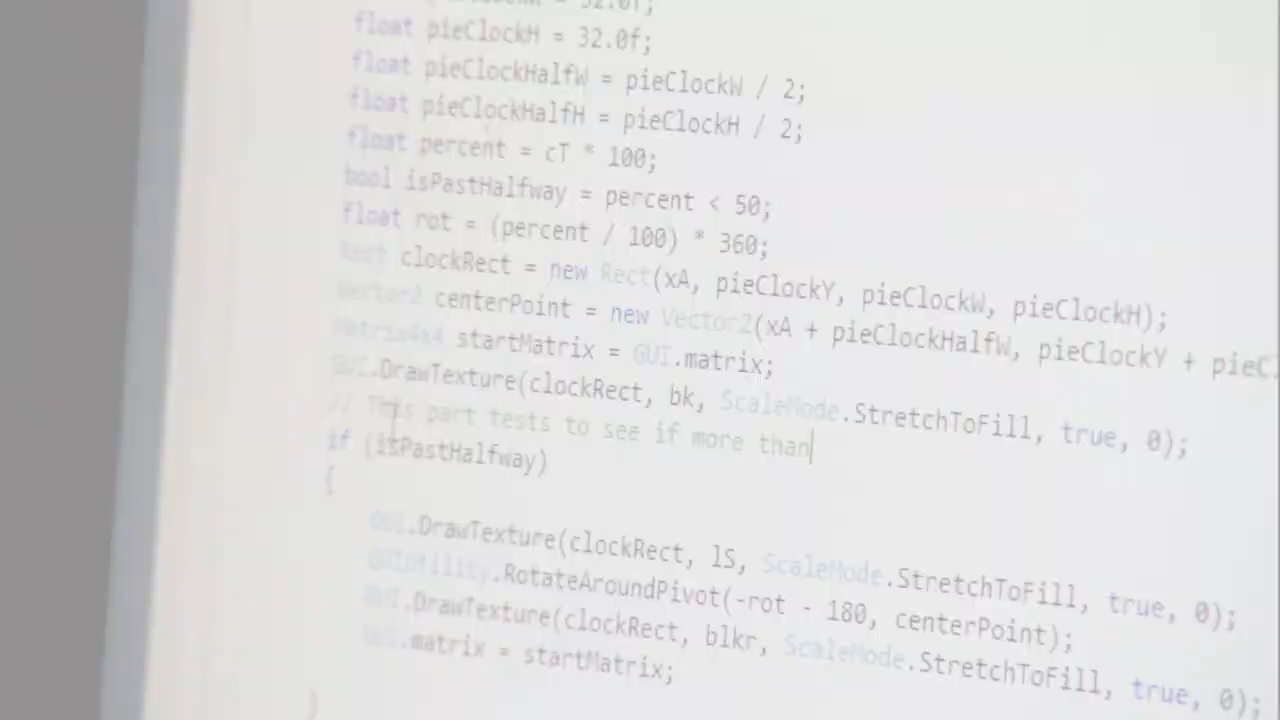 = 32.0f;
float pieClockH = 32.0f;
float pieClockHalfW = pieClockW / 2;
float pieClockHalfH = pieClockH / 2;
float percent = cT * 100;
bool isPastHalfway = percent < 50;
float rot = (percent / 100) * 360;
Rect clockRect = new Rect(xA, pieClockY, pieClockW, pieClockH);
Vector2 centerPoint = new Vector2(xA + pieClockHalfW, pieClockY + pieCl
Matrix4x4 startMatrix = GUI.matrix;
GUI.DrawTexture(clockRect, bk, ScaleMode.StretchToFill, true, 0);
// This part tests to see if more than
if (isPastHalfway)
{
GUI.DrawTexture(clockRect, lS, ScaleMode.StretchToFill, true, 0);
GUIUtility.RotateAroundPivot(-rot - 180, centerPoint);
GUI.DrawTexture(clockRect, blkr, ScaleMode.StretchToFill, true, 0);
GUI.matrix = startMatrix;
}